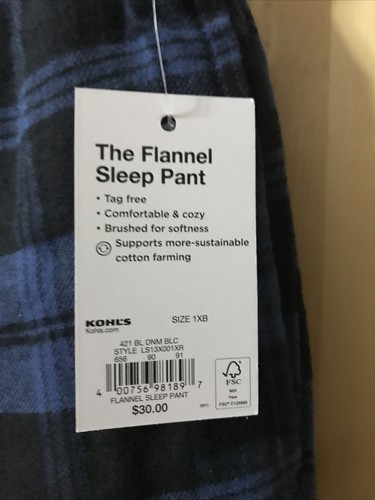 The Flannel
Sleep Pant
• Tag free
• Comfortable & cozy
• Brushed for softness
Supports more-sustainable
cotton farming
KOHL'S
Kohls.com
SIZE 1XB
421 BL DNM BLC
STYLE LS13X001XR
656 90 91
4 00756 98189 7
FLANNEL SLEEP PANT
$30.00
FSC
MIX
Paper